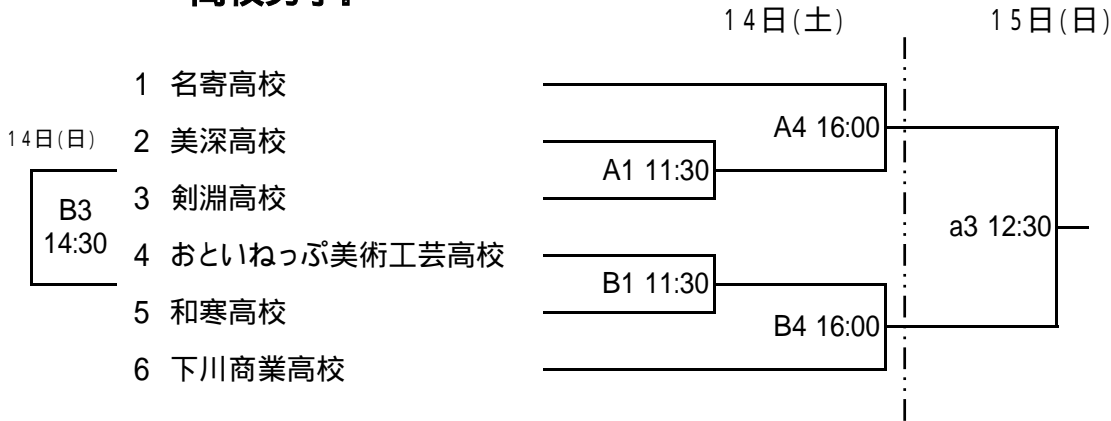 14日(土) 15日(日)
1 名寄高校
14日(日) 2 美深高校 A4 16:00
A1 11:30
B3 3 剣淵高校
14:30 a3 12:30
4 おといねっぷ美術工芸高校
B1 11:30
5 和寒高校
B4 16:00
6 下川商業高校